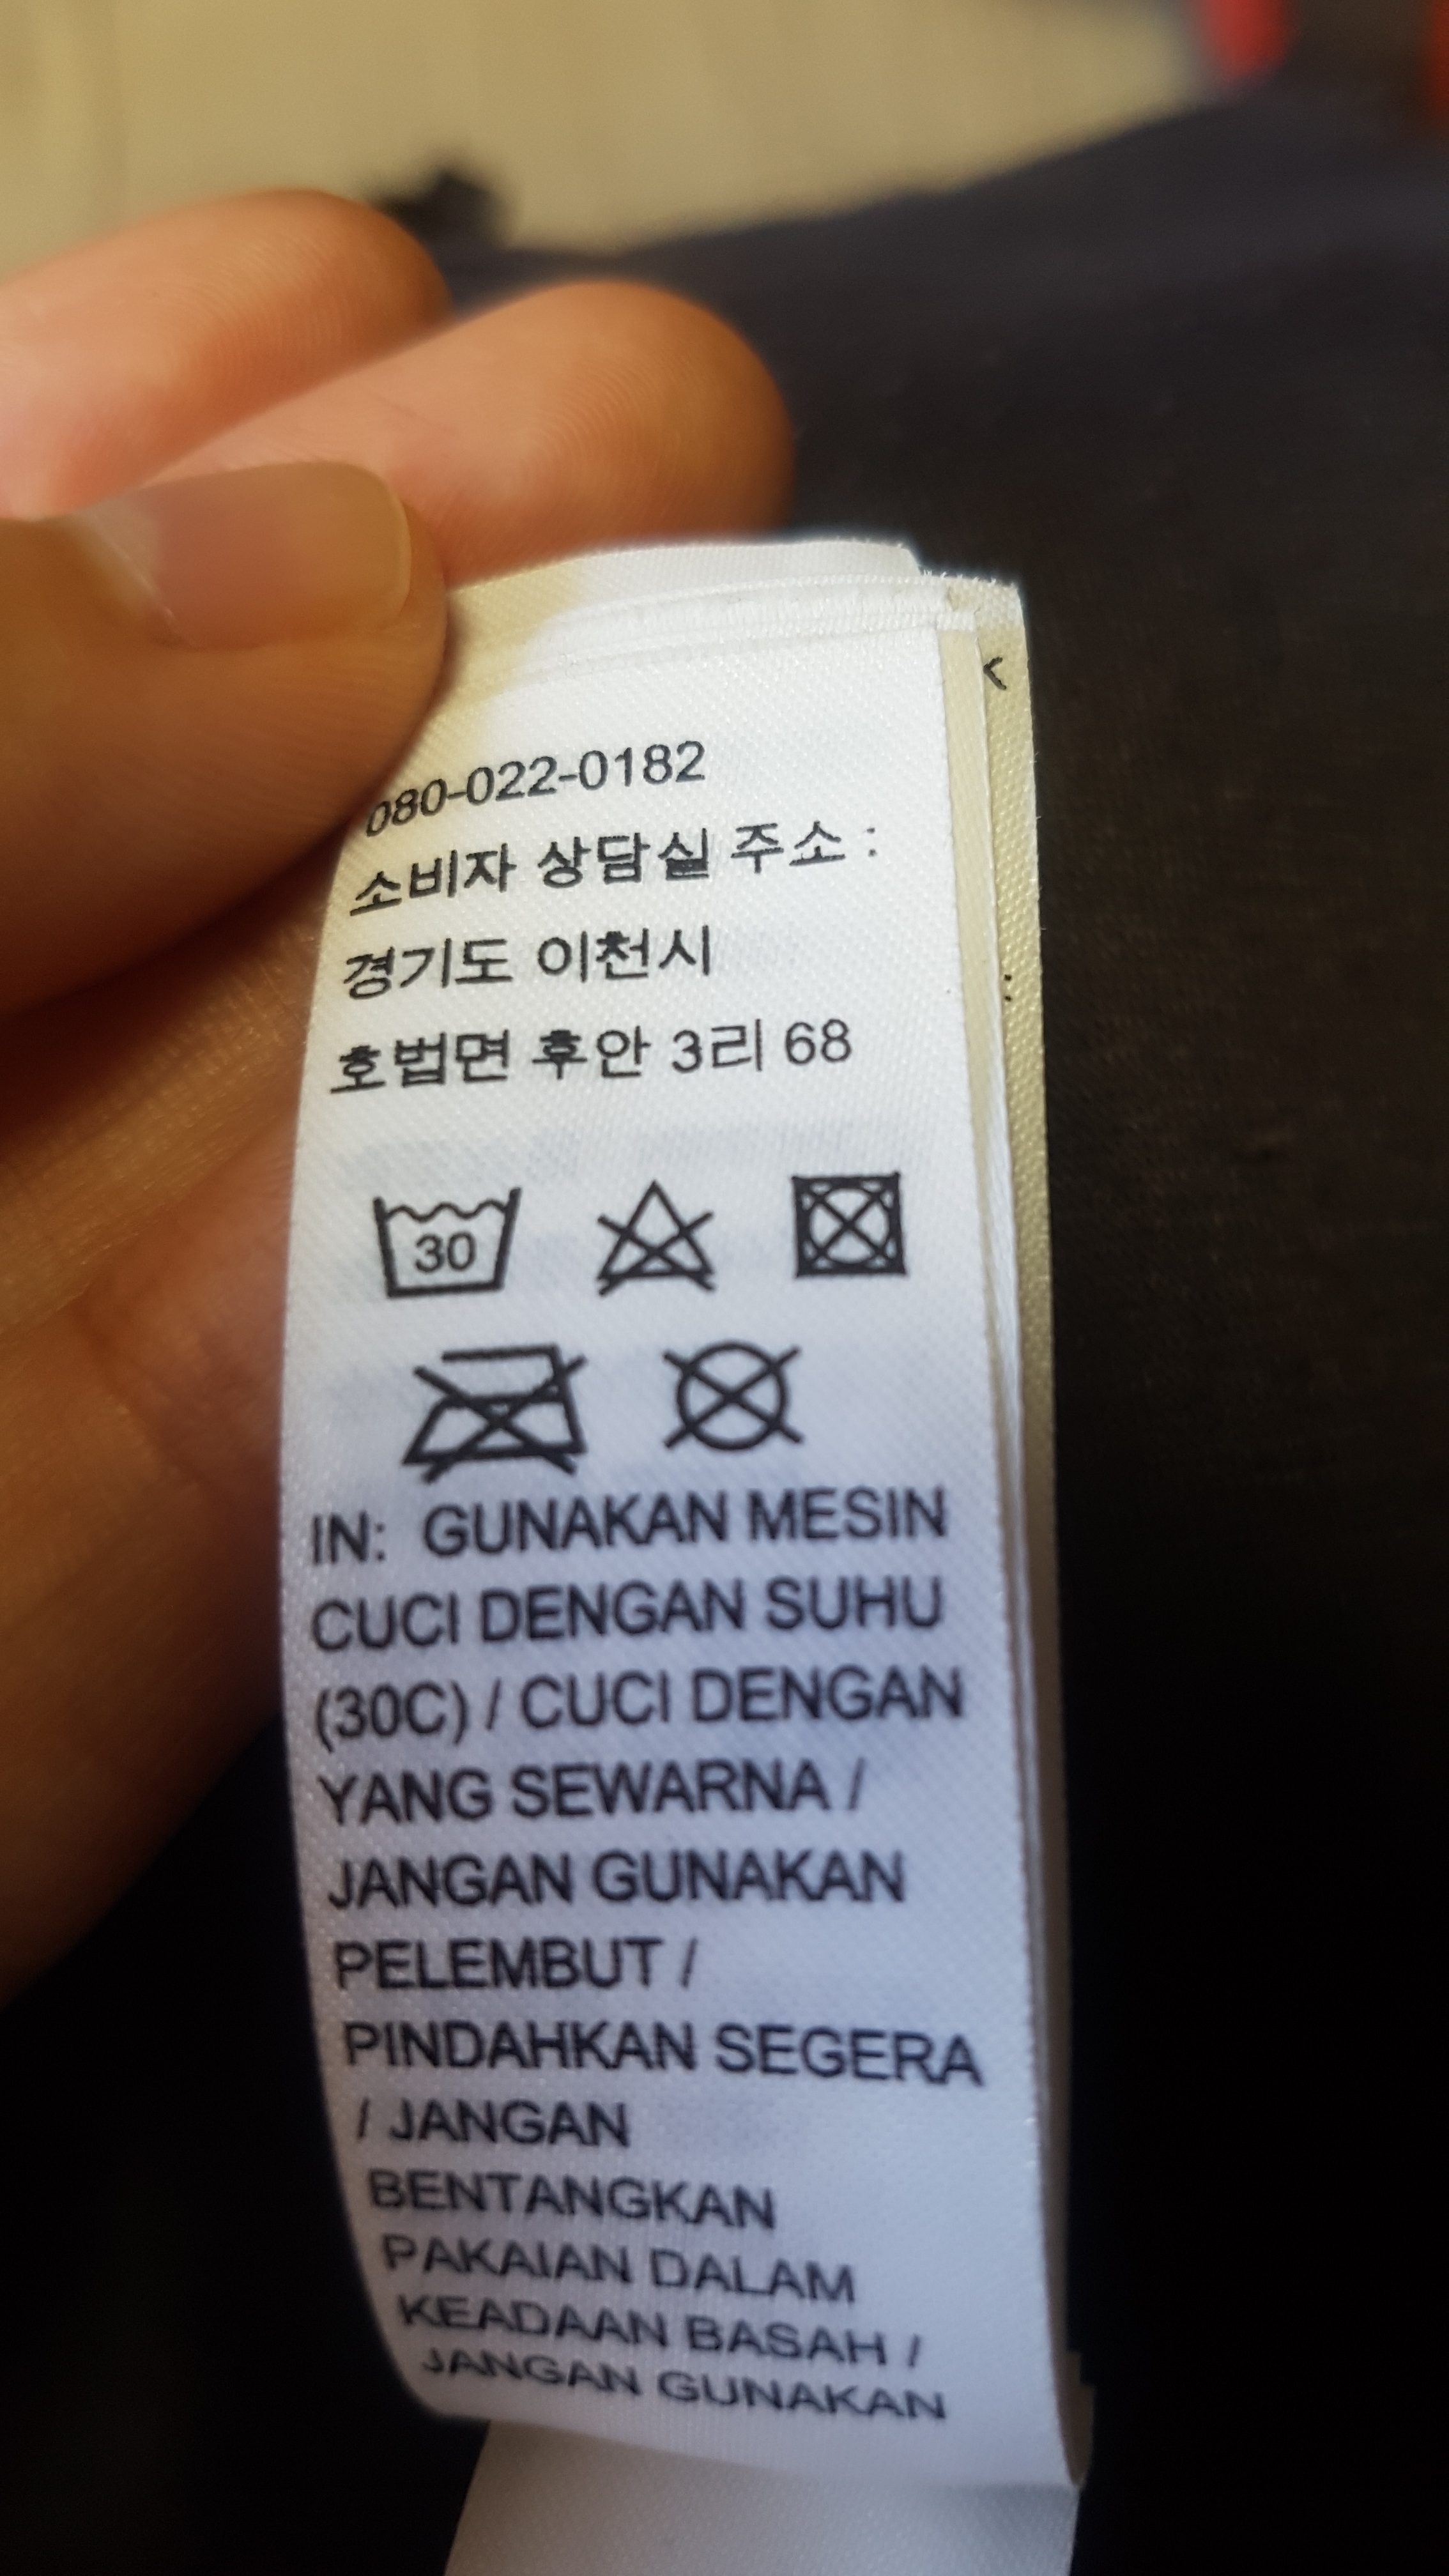 080-022-0182
소비자 상담실 주소 :
경기도 이천시
호법면 후안 3리 68
30
IN: GUNAKAN MESIN
CUCI DENGAN SUHU
(30C) / CUCI DENGAN
YANG SEWARNA /
JANGAN GUNAKAN
PELEMBUT /
PINDAHKAN SEGERA
/ JANGAN
BENTANGKAN
PAKAIAN DALAM
KEADAAN BASAH /
JANGAN GUNAKAN